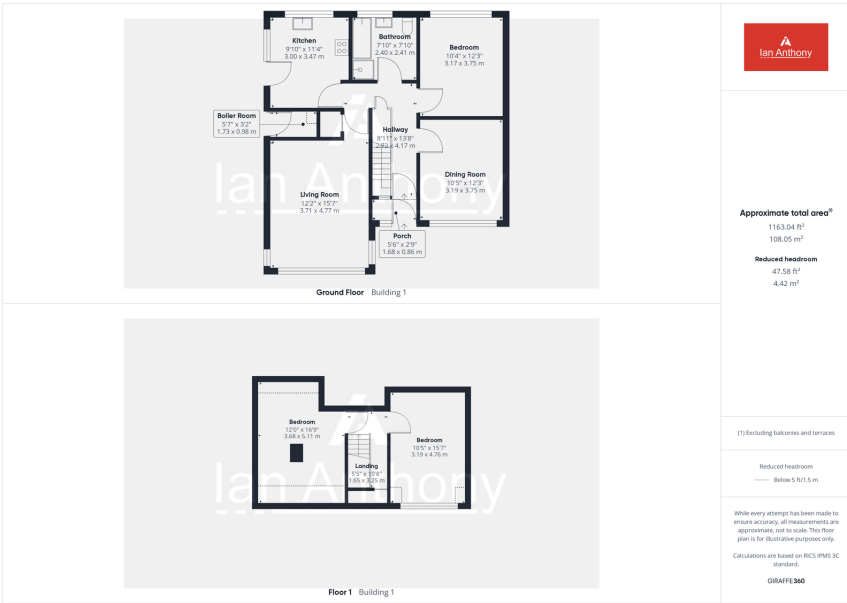 Kitchen
9'10" x 11'4"
3.00 x 3.47 m
Bathroom
7'10" x 7'10"
2.40 x 2.41 m
Bedroom
10'4" x 12'3"
3.17 x 3.75 m
Boiler Room
5'7" x 3'2"
1.73 x 0.98 m
Hallway
8'11" x 13'8"
2.72 x 4.17 m
Living Room
12'2" x 15'7"
3.71 x 4.77 m
Dining Room
10'5" x 12'3"
3.19 x 3.75 m
Porch
5'6" x 2'9"
1.68 x 0.86 m
Ian Anthony
Ground Floor Building 1
Bedroom
12'0" x 16'9"
3.68 x 5.11 m
Bedroom
10'5" x 15'7"
3.19 x 4.76 m
Landing
5'5" x 10'8"
1.65 x 3.25 m
Ian Anthony
Floor 1 Building 1
Ian Anthony
Approximate total area⁽¹⁾
1163.04 ft²
108.05 m²
Reduced headroom
47.58 ft²
4.42 m²
(1) Excluding balconies and terraces
Reduced headroom
Below 5 ft/1.5 m
While every attempt has been made to
ensure accuracy, all measurements are
approximate, not to scale. This floor
plan is for illustrative purposes only.
Calculations are based on RICS IPMS 3C
standard.
GIRAFFE360